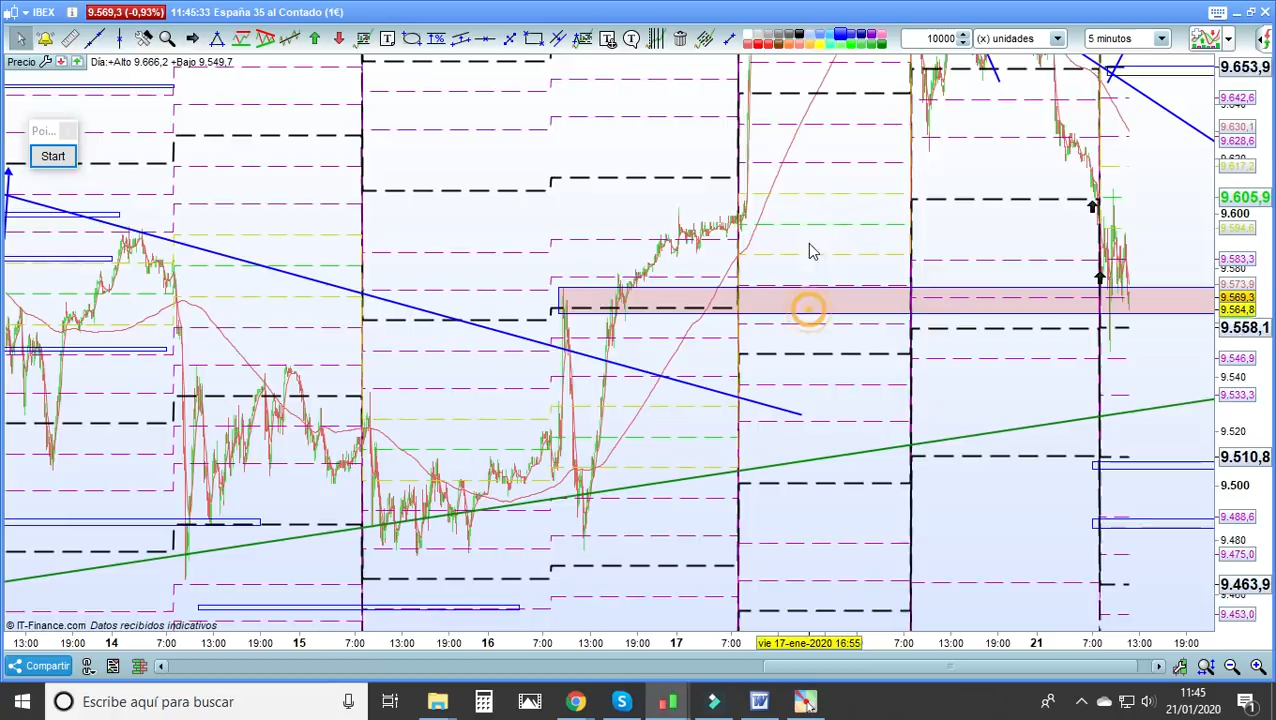 IBEX
9.569,3 (-0,93%)
11:45:33 España 35 al Contado (1€)
1%
T
10000
(x) unidades
5 minutos
Precio
Día:+Alto 9.666,2 +Bajo 9.549,7
Poi...
Start
9.653,9
9.642,6
9.630,1
9.628,6
9.617,2
9.605,9
9.600
9.594,6
9.583,3
9.580
9.573,9
9.569,3
9.564,8
9.558,1
9.546,9
9.540
9.533,3
9.520
9.510,8
9.500
9.488,6
9.480
9.475,0
9.463,9
9.453,0
© IT-Finance.com Datos recibidos indicativos
13:00 19:00 14 7:00 13:00 19:00 15 7:00 13:00 19:00 16 7:00 13:00 19:00 17 7:00 vie 17-ene-2020 16:55 7:00 13:00 19:00 21 7:00 13:00 19:00
Compartir
Escribe aquí para buscar
11:45
21/01/2020